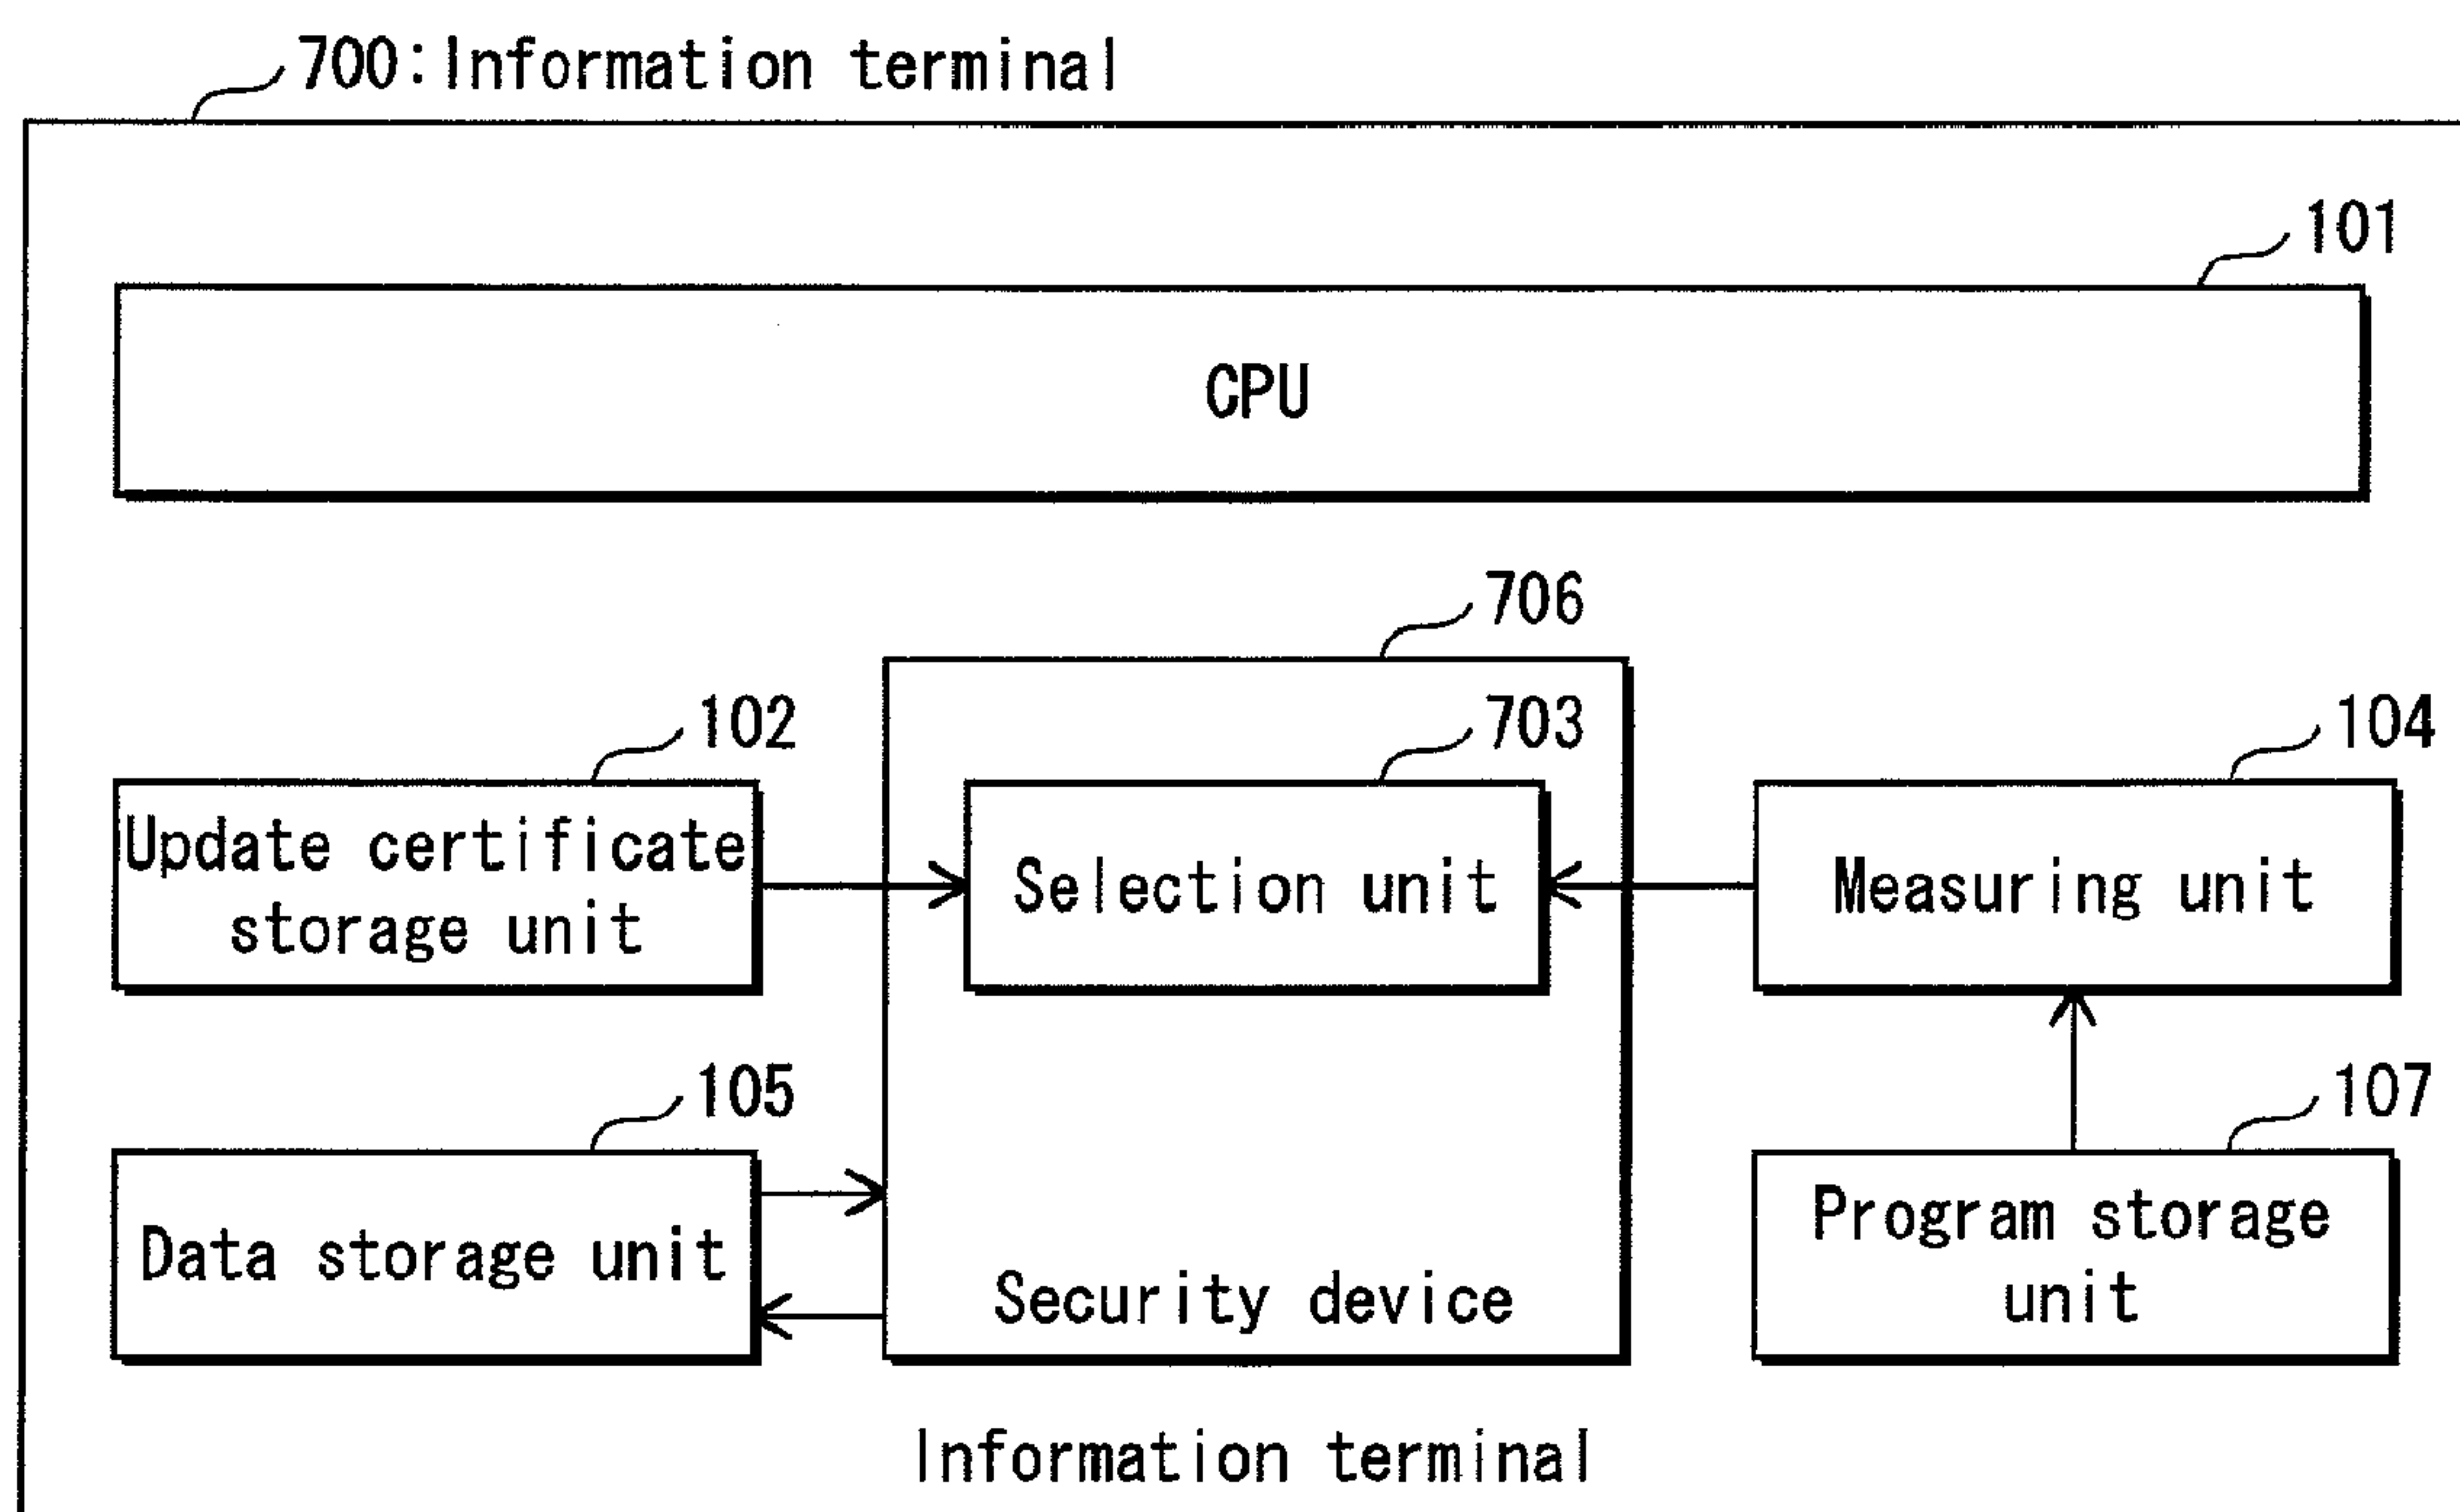 700:Information terminal
101
CPU
706
102
703
104
Update certificate
storage unit
Selection unit
Measuring unit
105
107
Data storage unit
Security device
Program storage
unit
Information terminal